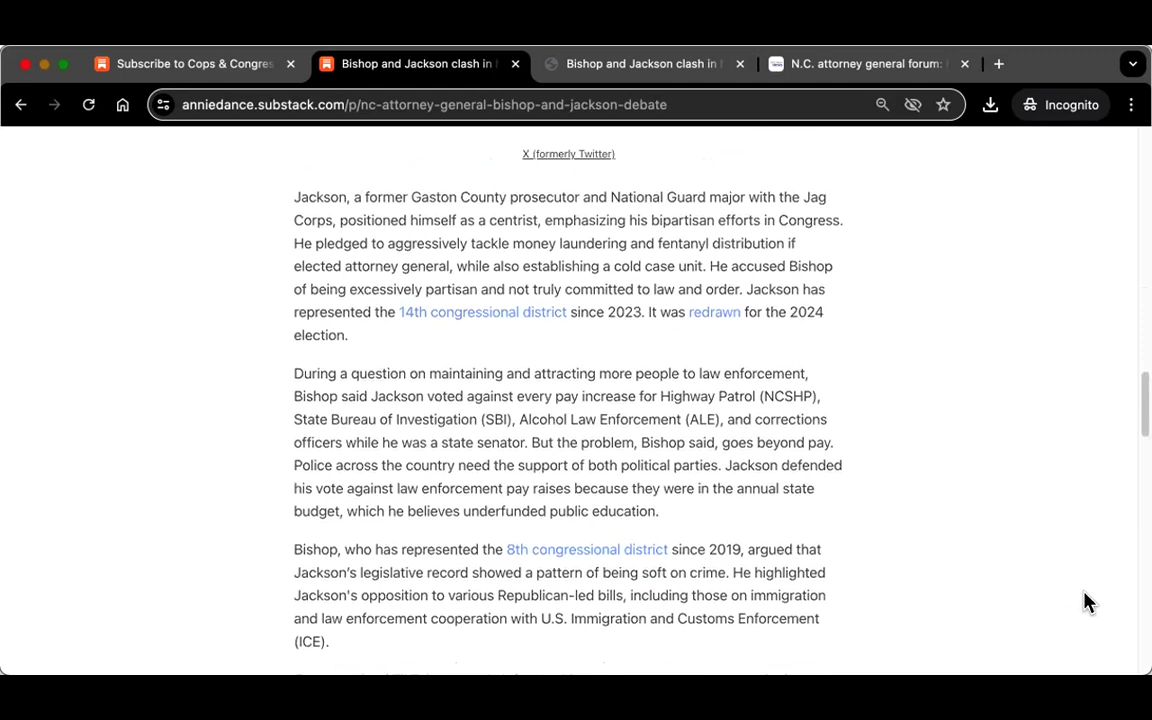 Subscribe to Cops & Congres
Bishop and Jackson clash in
Bishop and Jackson clash in
N.C. attorney general forum:
anniedance.substack.com/p/nc-attorney-general-bishop-and-jackson-debate
Incognito
X (formerly Twitter)
Jackson, a former Gaston County prosecutor and National Guard major with the Jag
Corps, positioned himself as a centrist, emphasizing his bipartisan efforts in Congress.
He pledged to aggressively tackle money laundering and fentanyl distribution if
elected attorney general, while also establishing a cold case unit. He accused Bishop
of being excessively partisan and not truly committed to law and order. Jackson has
represented the 14th congressional district since 2023. It was redrawn for the 2024
election.
During a question on maintaining and attracting more people to law enforcement,
Bishop said Jackson voted against every pay increase for Highway Patrol (NCSHP),
State Bureau of Investigation (SBI), Alcohol Law Enforcement (ALE), and corrections
officers while he was a state senator. But the problem, Bishop said, goes beyond pay.
Police across the country need the support of both political parties. Jackson defended
his vote against law enforcement pay raises because they were in the annual state
budget, which he believes underfunded public education.
Bishop, who has represented the 8th congressional district since 2019, argued that
Jackson’s legislative record showed a pattern of being soft on crime. He highlighted
Jackson's opposition to various Republican-led bills, including those on immigration
and law enforcement cooperation with U.S. Immigration and Customs Enforcement
(ICE).